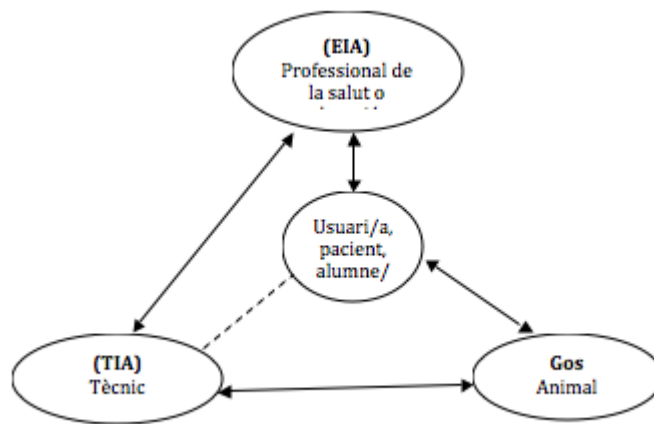 (EIA)
Professional de
la salut o
Usuari/a,
pacient,
alumne/
(TIA)
Tècnic
Gos
Animal